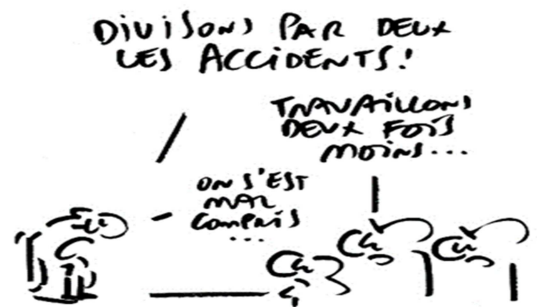 DIVISONS PAR DEUX
LES ACCIDENTS!
TRAVAILLONS
DEUX FOIS
MOINS...
ON S'EST
MAL
COMPRIS
...